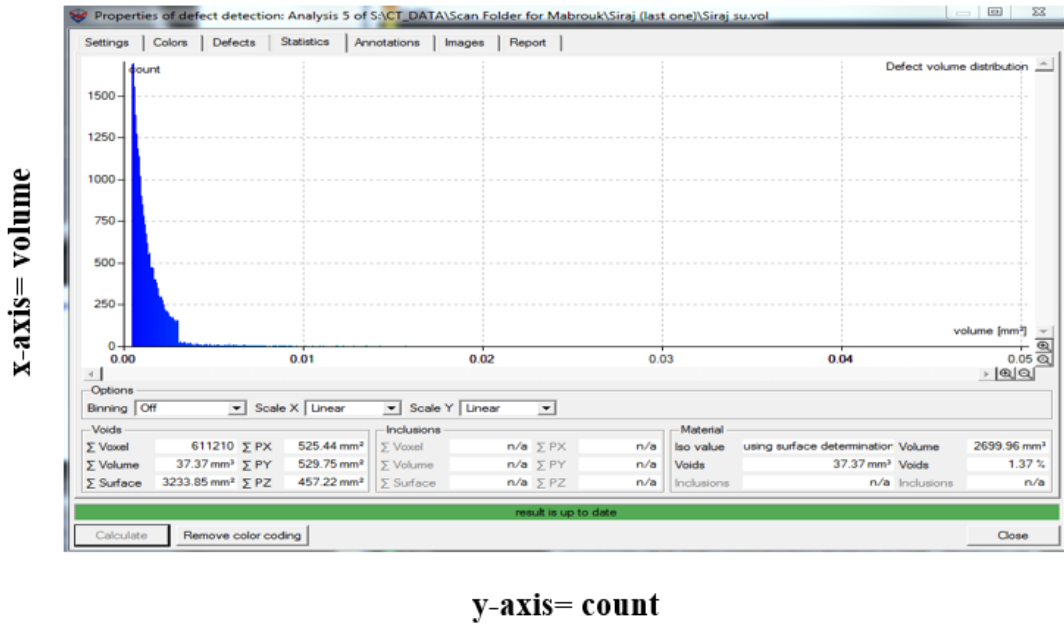 Properties of defect detection: Analysis 5 of S:\CT_DATA\Scan Folder for Mabrouk\Siraj (last one)\Siraj su.vol
Settings Colors Defects Statistics Annotations Images Report
count
Defect volume distribution
1500
1250
1000
750
500
250
0
volume [mm³]
0.00 0.01 0.02 0.03 0.04 0.05
x-axis= volume
Options
Binning Off Scale X Linear Scale Y Linear
Voids Inclusions Material
Σ Voxel 611210 Σ PX 525.44 mm² Σ Voxel n/a Σ PX n/a Iso value using surface determination Volume 2699.96 mm³
Σ Volume 37.37 mm³ Σ PY 529.75 mm² Σ Volume n/a Σ PY n/a Voids 37.37 mm³ Voids 1.37 %
Σ Surface 3233.85 mm² Σ PZ 457.22 mm² Σ Surface n/a Σ PZ n/a Inclusions n/a Inclusions n/a
result is up to date
Calculate Remove color coding Close
y-axis= count